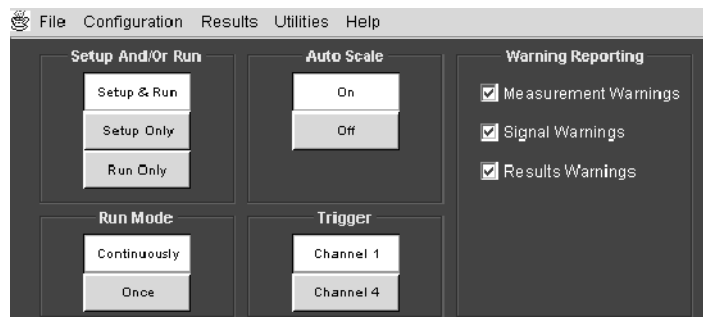 File Configuration Results Utilities Help
Setup And/Or Run
Setup & Run
Setup Only
Run Only
Auto Scale
On
Off
Warning Reporting
Measurement Warnings
Signal Warnings
Results Warnings
Run Mode
Continuously
Once
Trigger
Channel 1
Channel 4